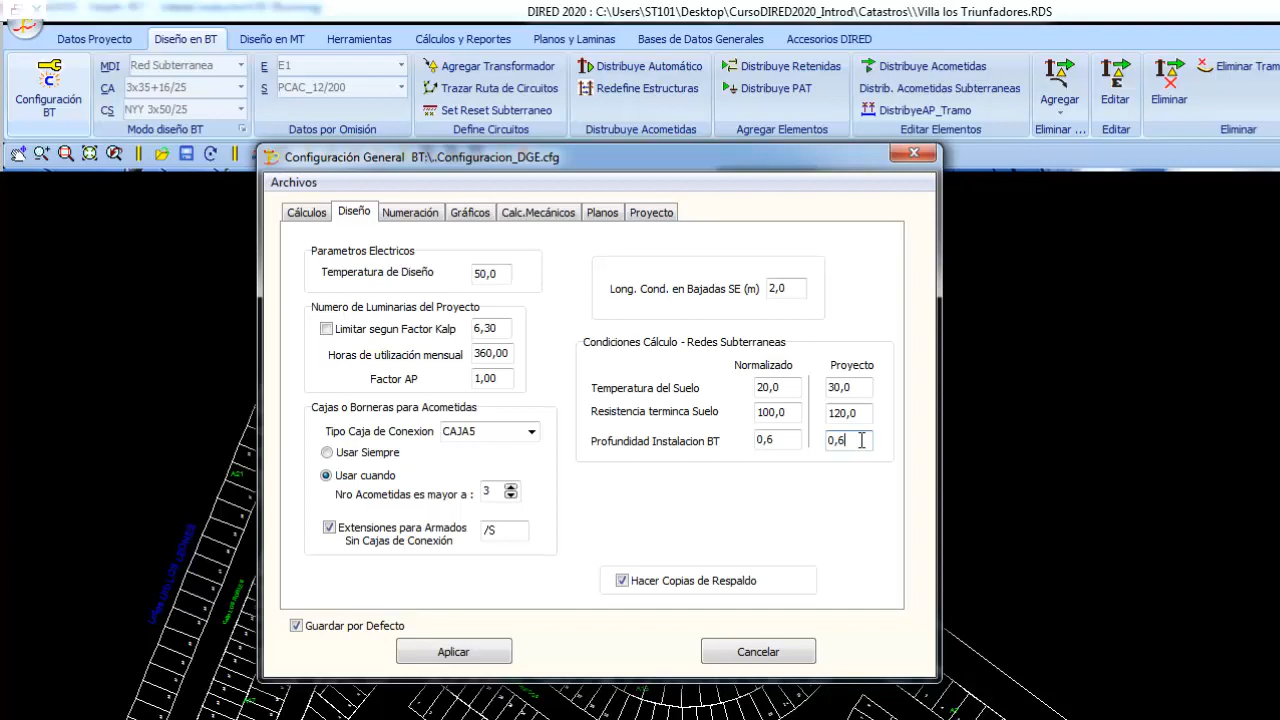 DIRED 2020 : C:\Users\ST101\Desktop\CursoDIRED2020_Introd\Catastros\\Villa los Triunfadores.RDS
Datos Proyecto Diseño en BT Diseño en MT Herramientas Cálculos y Reportes Planos y Laminas Bases de Datos Generales Accesorios DIRED
MDI Red Subterranea E E1 Agregar Transformador Distribuye Automático Distribuye Retenidas Distribuye Acometidas Eliminar Tram
CA 3x35+16/25 S PCAC_12/200 Trazar Ruta de Circuitos Redefine Estructuras Distribuye PAT Distrib. Acometidas Subterraneas
Configuración BT
Agregar Editar Eliminar
CS NYY 3x50/25 Set Reset Subterraneo DistribyeAP_Tramo
Modo diseño BT Datos por Omisión Define Circuitos Distrubuye Acometidas Agregar Elementos Editar Elementos Eliminar ... Editar Eliminar
Configuración General BT:\..Configuracion_DGE.cfg
Archivos
Cálculos Diseño Numeración Gráficos Calc.Mecánicos Planos Proyecto
Parametros Electricos
Temperatura de Diseño 50,0
Long. Cond. en Bajadas SE (m) 2,0
Numero de Luminarias del Proyecto
Limitar segun Factor Kalp 6,30
Horas de utilización mensual 360,00
Factor AP 1,00
Condiciones Cálculo - Redes Subterraneas
Normalizado Proyecto
Temperatura del Suelo 20,0 30,0
Resistencia terminca Suelo 100,0 120,0
Profundidad Instalacion BT 0,6 0,6
Cajas o Borneras para Acometidas
Tipo Caja de Conexion CAJA5
Usar Siempre
Usar cuando
Nro Acometidas es mayor a : 3
Extensiones para Armados
Sin Cajas de Conexión /S
Hacer Copias de Respaldo
Guardar por Defecto
Aplicar Cancelar